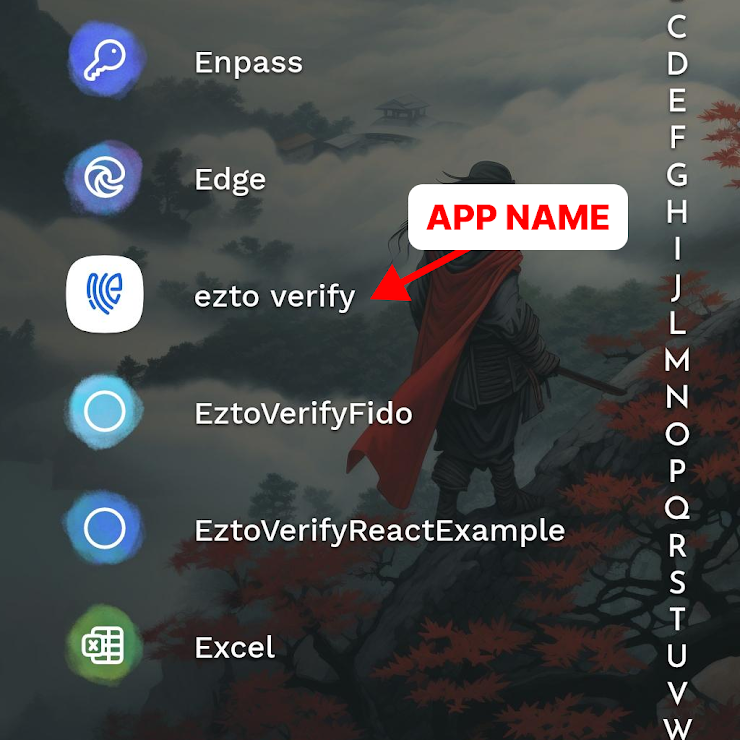 Enpass
Edge
APP NAME
ezto verify
EztoVerifyFido
EztoVerifyReactExample
Excel
C
D
E
F
G
H
I
J
L
M
N
O
P
Q
R
S
T
U
V
W